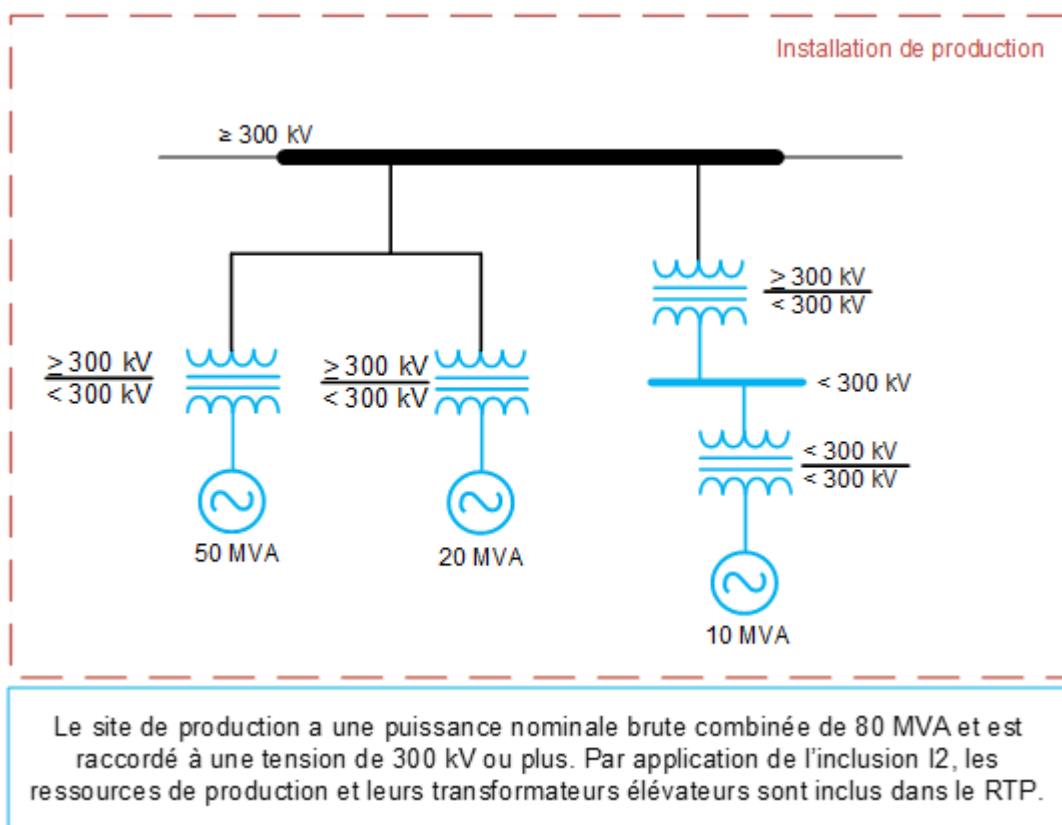 Installation de production
≥ 300 kV
≥ 300 kV
< 300 kV
≥ 300 kV
< 300 kV
≥ 300 kV
< 300 kV
< 300 kV
< 300 kV
< 300 kV
50 MVA
20 MVA
10 MVA
Le site de production a une puissance nominale brute combinée de 80 MVA et est
raccordé à une tension de 300 kV ou plus. Par application de l’inclusion I2, les
ressources de production et leurs transformateurs élévateurs sont inclus dans le RTP.